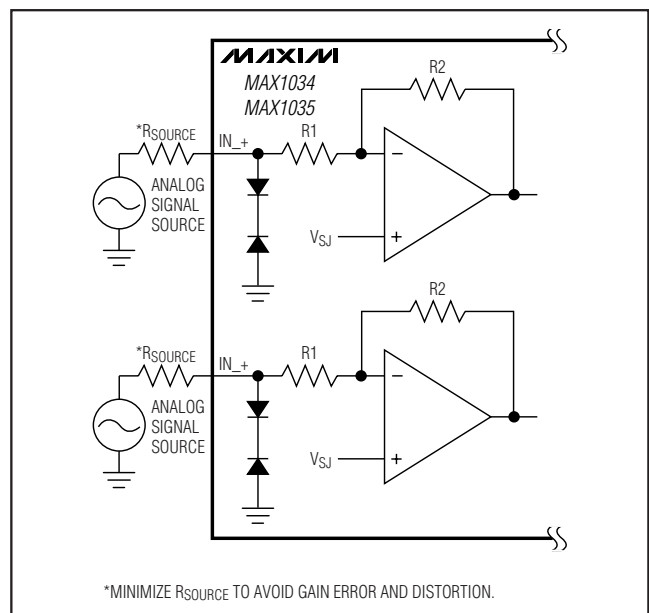 MAXIM
MAX1034
MAX1035
R2
*RSOURCE
IN_+
R1
ANALOG
SIGNAL
SOURCE
−
VSJ
+
R2
*RSOURCE
IN_+
R1
ANALOG
SIGNAL
SOURCE
−
VSJ
+
*MINIMIZE RSOURCE TO AVOID GAIN ERROR AND DISTORTION.